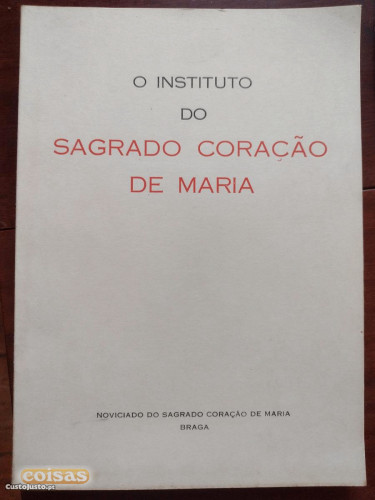 O INSTITUTO
DO
SAGRADO CORAÇÃO
DE MARIA
NOVICIADO DO SAGRADO CORAÇÃO DE MARIA
BRAGA
coisas
CustoJusto.pt